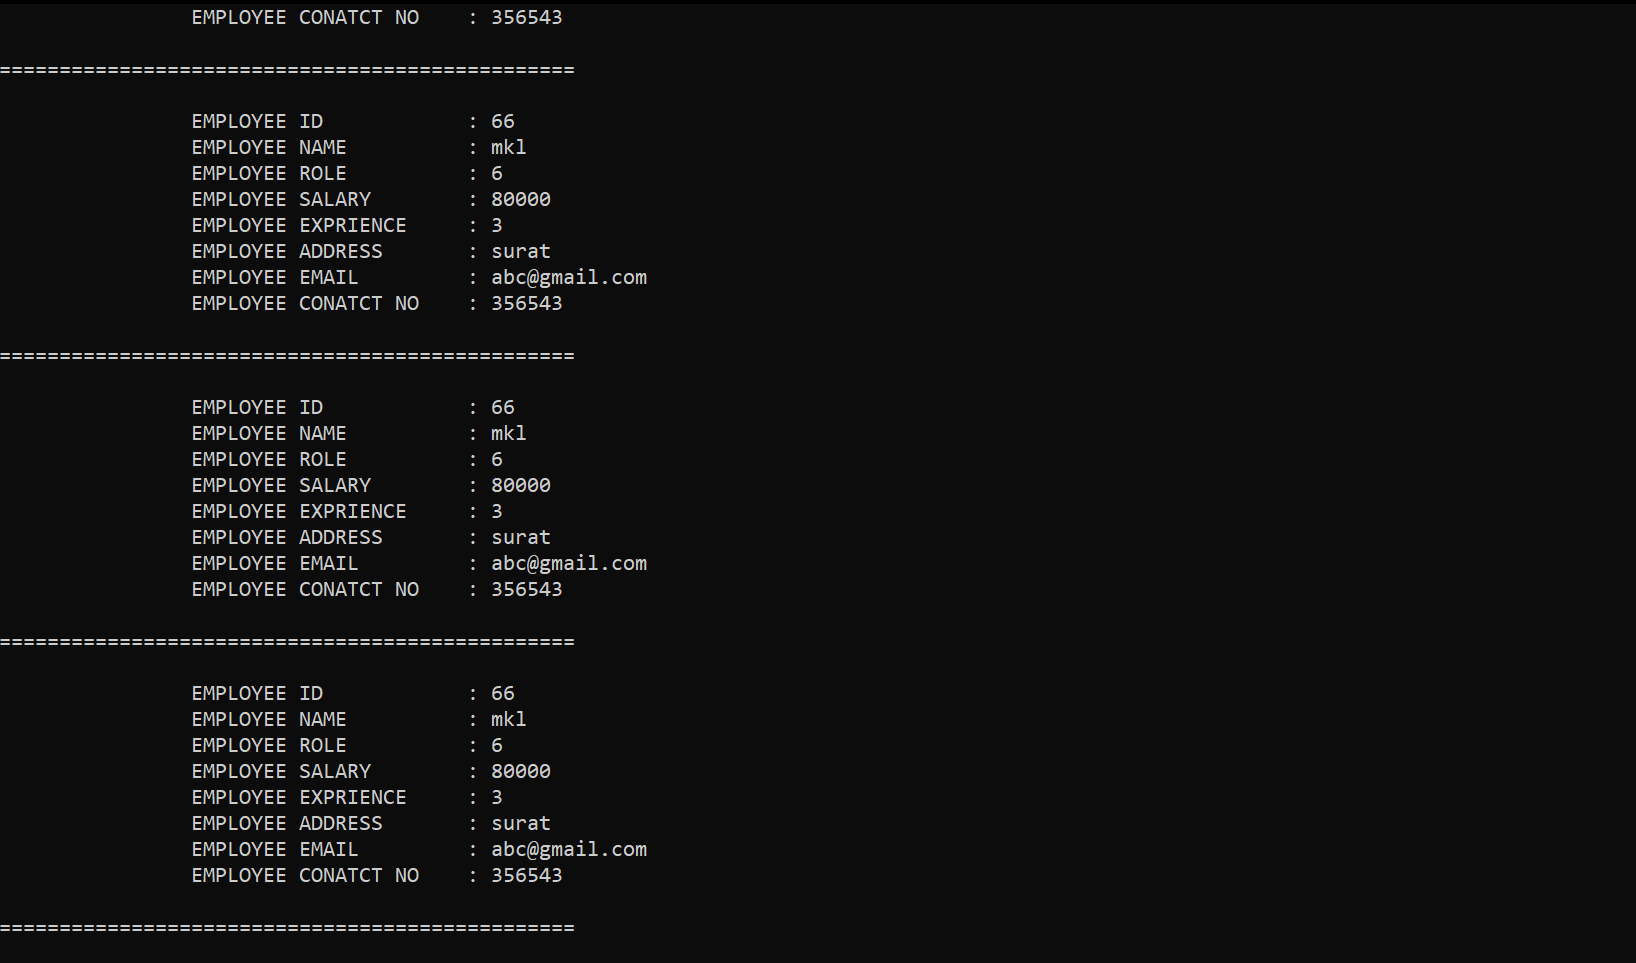 EMPLOYEE CONATCT NO : 356543
================================================
EMPLOYEE ID : 66
EMPLOYEE NAME : mkl
EMPLOYEE ROLE : 6
EMPLOYEE SALARY : 80000
EMPLOYEE EXPRIENCE : 3
EMPLOYEE ADDRESS : surat
EMPLOYEE EMAIL : abc@gmail.com
EMPLOYEE CONATCT NO : 356543
================================================
EMPLOYEE ID : 66
EMPLOYEE NAME : mkl
EMPLOYEE ROLE : 6
EMPLOYEE SALARY : 80000
EMPLOYEE EXPRIENCE : 3
EMPLOYEE ADDRESS : surat
EMPLOYEE EMAIL : abc@gmail.com
EMPLOYEE CONATCT NO : 356543
================================================
EMPLOYEE ID : 66
EMPLOYEE NAME : mkl
EMPLOYEE ROLE : 6
EMPLOYEE SALARY : 80000
EMPLOYEE EXPRIENCE : 3
EMPLOYEE ADDRESS : surat
EMPLOYEE EMAIL : abc@gmail.com
EMPLOYEE CONATCT NO : 356543
================================================